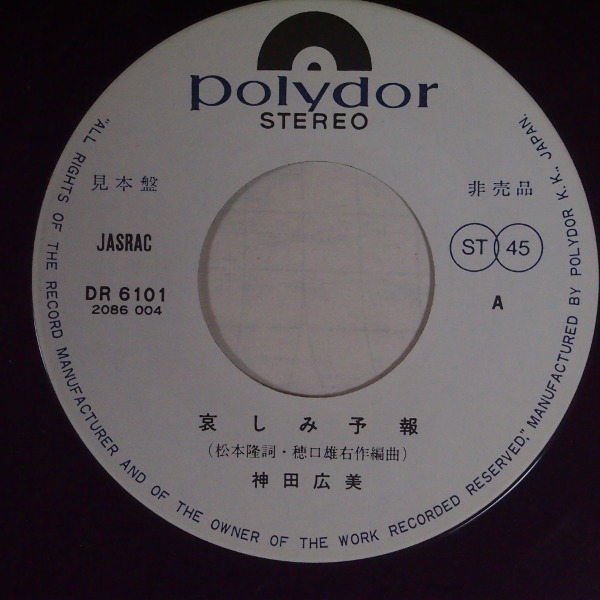 polydor
STEREO
見本盤
非売品
JASRAC
ST 45
DR 6101
2086 004
A
哀しみ予報
(松本隆詞・穂口雄右作編曲)
神田広美
"ALL RIGHTS OF THE RECORD MANUFACTURER AND OF THE OWNER OF THE WORK RECORDED RESERVED," MANUFACTURED BY POLYDOR K. K., JAPAN.